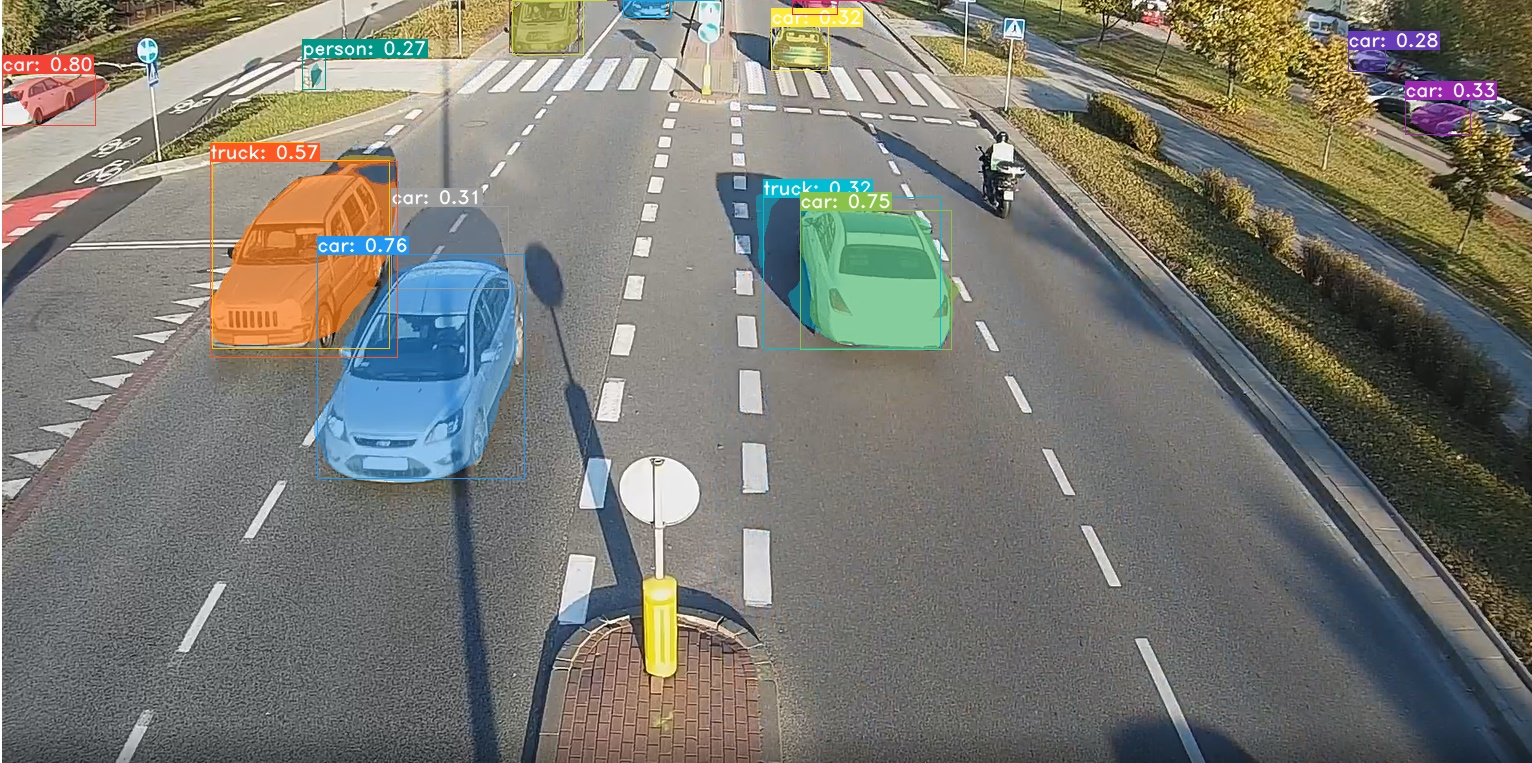 car: 0.32
car: 0.28
person: 0.27
car: 0.80
car: 0.33
truck: 0.57
truck: 0.32
car: 0.31
car: 0.75
car: 0.76